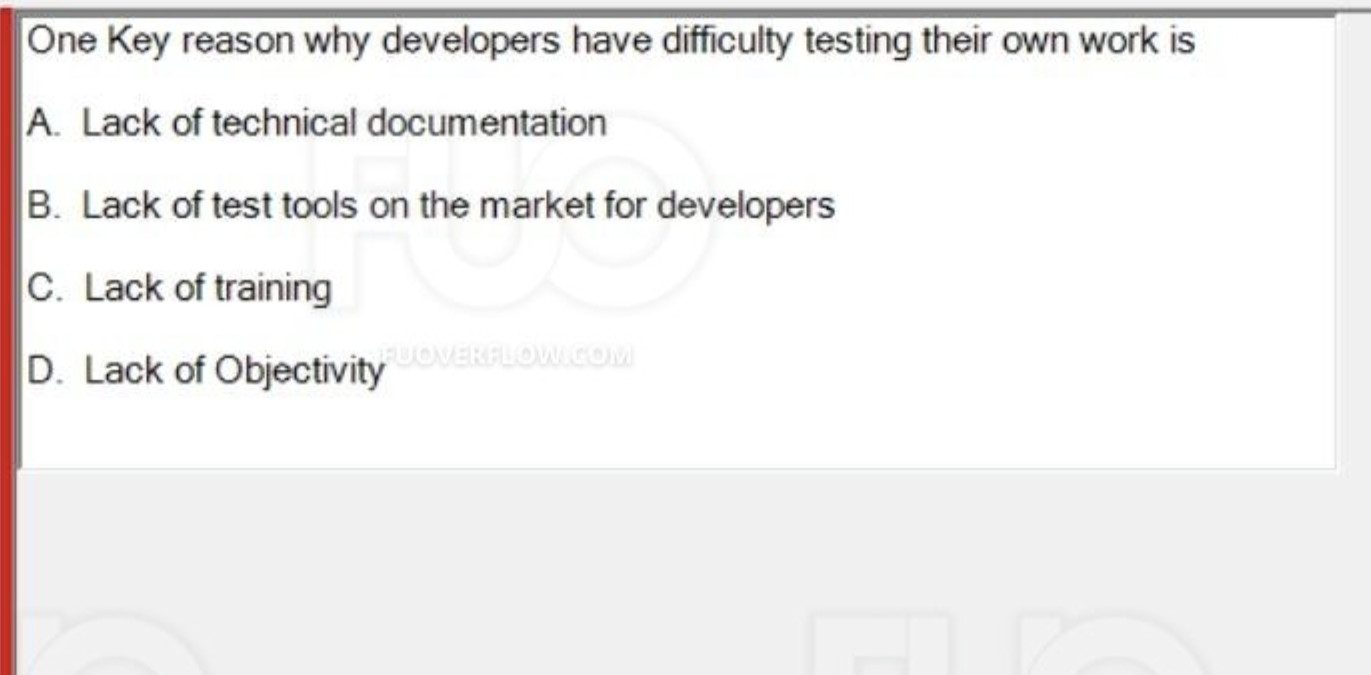 One Key reason why developers have difficulty testing their own work is
A. Lack of technical documentation
B. Lack of test tools on the market for developers
C. Lack of training
D. Lack of Objectivity
FUO
FUOVERFLOW.COM